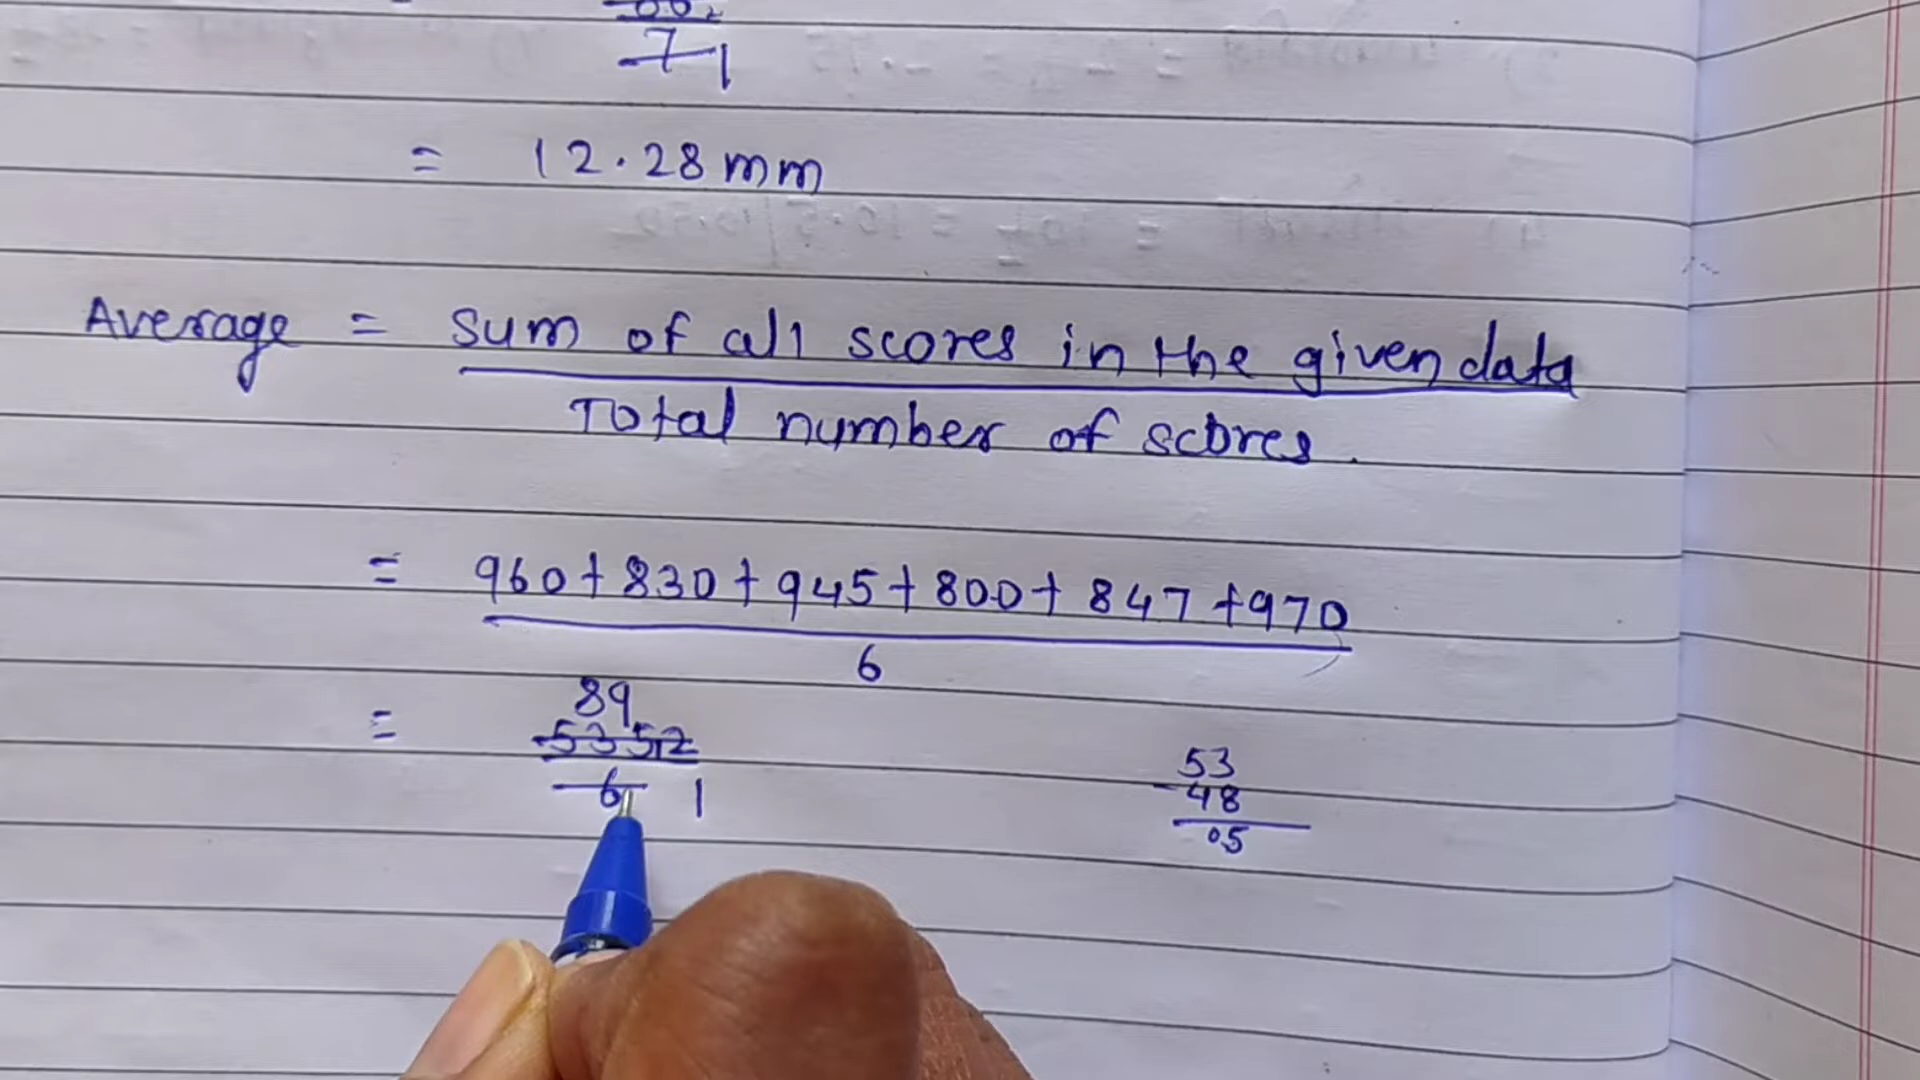 7 1
= 12.28 mm
Average = Sum of all scores in the given data
Total number of scores.
= 960 + 830 + 945 + 800 + 847 + 970
6
89
= 5352
6 1
53
- 48
05